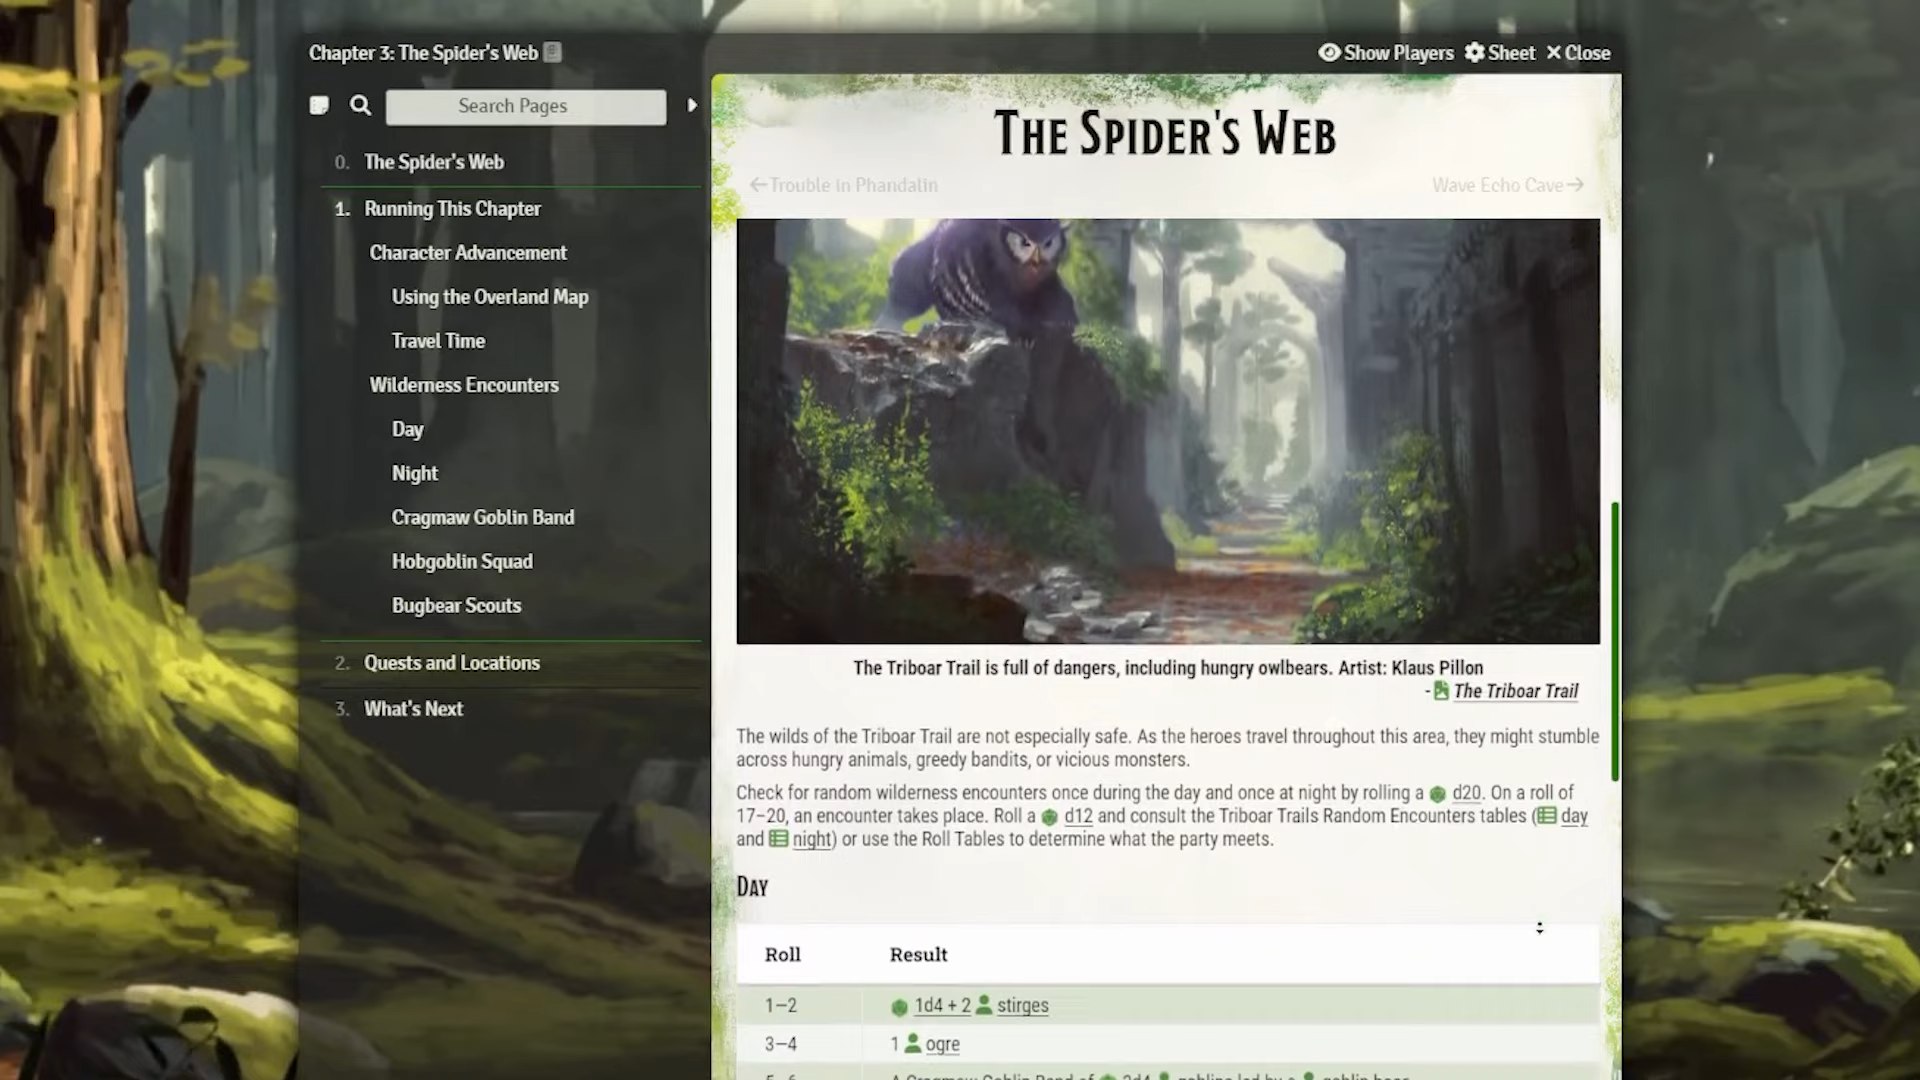 Chapter 3: The Spider's Web
Show Players Sheet Close
Search Pages
0. The Spider's Web
1. Running This Chapter
Character Advancement
Using the Overland Map
Travel Time
Wilderness Encounters
Day
Night
Cragmaw Goblin Band
Hobgoblin Squad
Bugbear Scouts
2. Quests and Locations
3. What's Next
The Spider's Web
Trouble in Phandalin
Wave Echo Cave
The Triboar Trail is full of dangers, including hungry owlbears. Artist: Klaus Pillon
- The Triboar Trail
The wilds of the Triboar Trail are not especially safe. As the heroes travel throughout this area, they might stumble
across hungry animals, greedy bandits, or vicious monsters.
Check for random wilderness encounters once during the day and once at night by rolling a d20. On a roll of
17–20, an encounter takes place. Roll a d12 and consult the Triboar Trails Random Encounters tables (day
and night) or use the Roll Tables to determine what the party meets.
Day
Roll Result
1–2 1d4 + 2 stirges
3–4 1 ogre